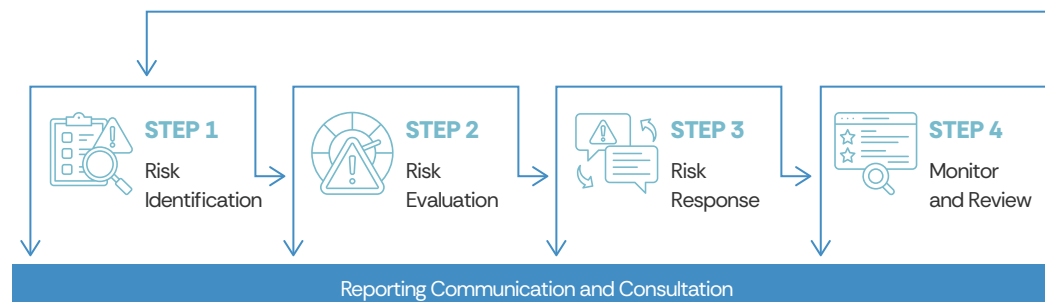 STEP 1
Risk
Identification
STEP 2
Risk
Evaluation
STEP 3
Risk
Response
STEP 4
Monitor
and Review
Reporting Communication and Consultation